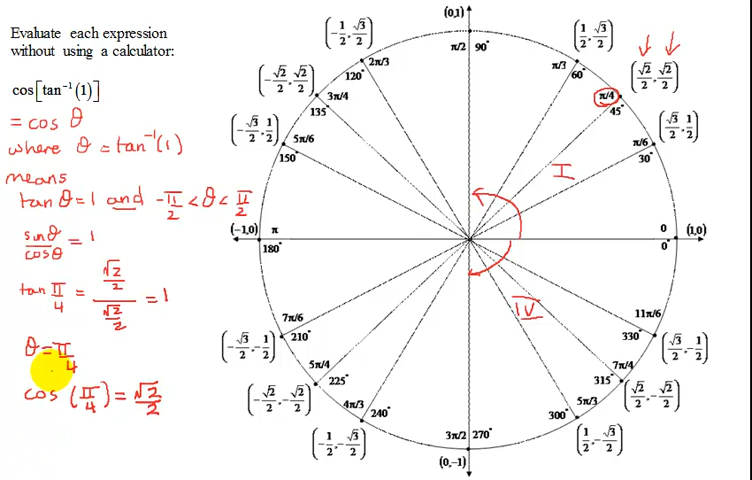 Evaluate each expression
without using a calculator:
cos[tan⁻¹(1)]
= cos θ
where θ = tan⁻¹(1)
means
tan θ = 1 and -π/2 < θ < π/2
sinθ/cosθ = 1
tan π/4 = (√2/2)/(√2/2) = 1
θ = π/4
cos (π/4) = √2/2
(0,1)
π/2 90°
(1/2, √3/2)
π/3
60°
(√2/2, √2/2)
π/4
45°
(√3/2, 1/2)
π/6
30°
I
0
(1,0)
0°
(-1/2, √3/2)
2π/3
120°
(-√2/2, √2/2)
3π/4
135°
(-√3/2, 1/2)
5π/6
150°
(-1,0) π
180°
7π/6
210°
(-√3/2, -1/2)
5π/4
225°
(-√2/2, -√2/2)
4π/3
240°
(-1/2, -√3/2)
3π/2 270°
(0,-1)
IV
11π/6
330°
(√3/2, -1/2)
7π/4
315°
(√2/2, -√2/2)
5π/3
300°
(1/2, -√3/2)